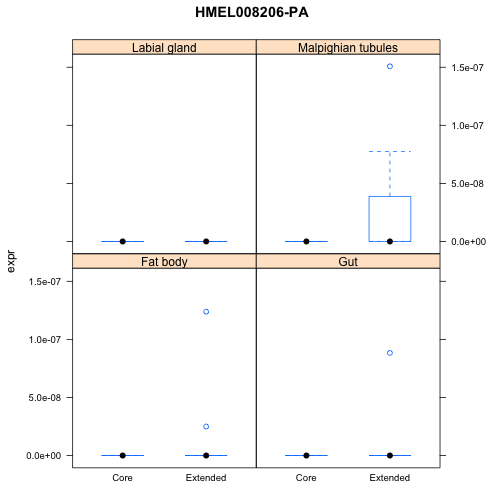 HMEL008206-PA
Labial gland Malpighian tubules
1.5e-07
1.0e-07
5.0e-08
0.0e+00
expr
Fat body Gut
1.5e-07
1.0e-07
5.0e-08
0.0e+00
Core Extended Core Extended